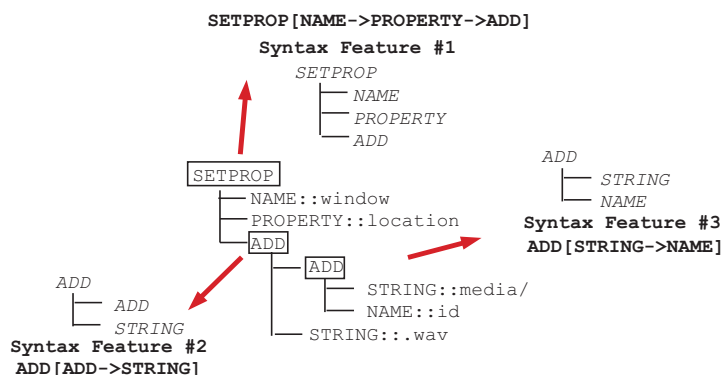 SETPROP[NAME->PROPERTY->ADD]
Syntax Feature #1
SETPROP
NAME
PROPERTY
ADD
SETPROP
NAME::window
PROPERTY::location
ADD
ADD
STRING::media/
NAME::id
STRING::.wav
ADD
STRING
NAME
Syntax Feature #3
ADD[STRING->NAME]
ADD
ADD
STRING
Syntax Feature #2
ADD[ADD->STRING]